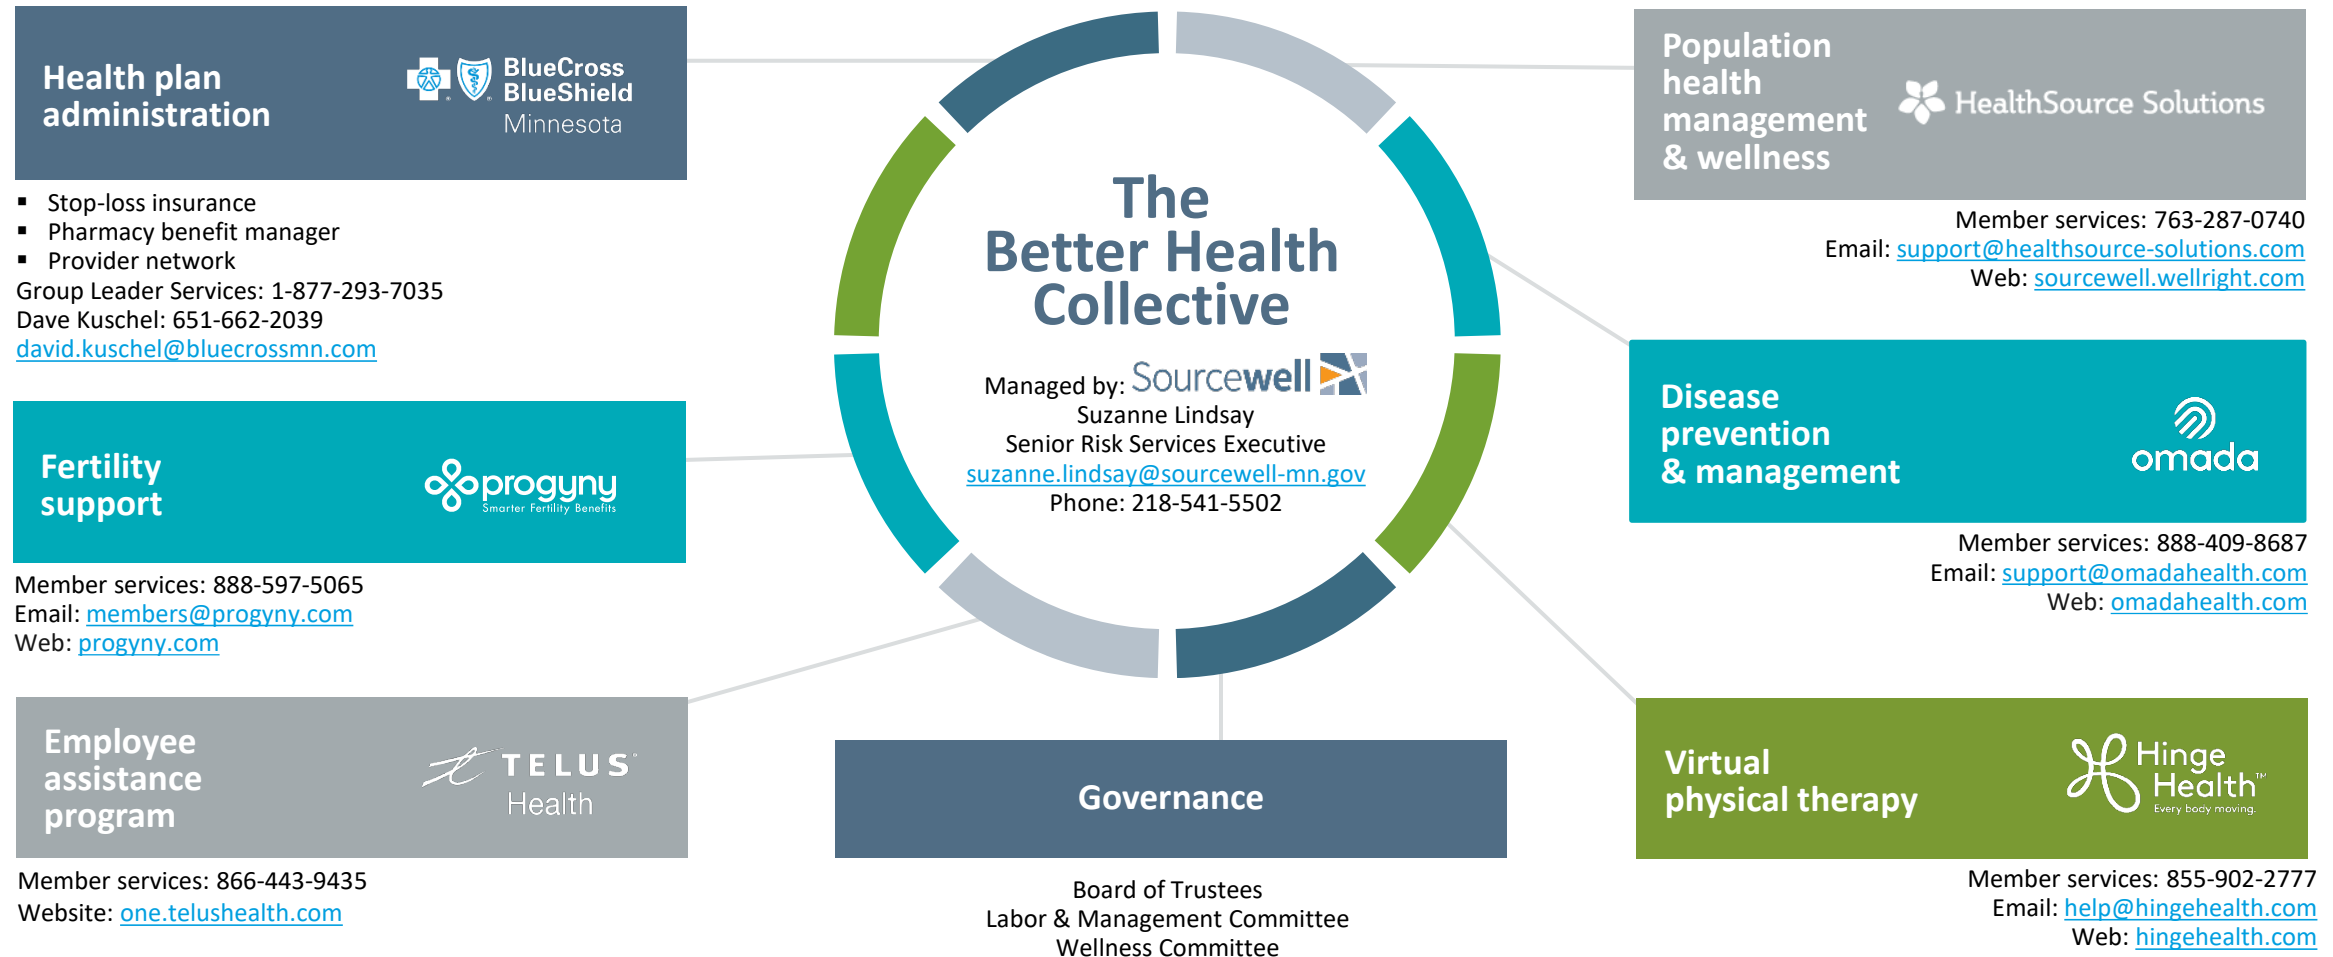 Health plan
administration
BlueCross
BlueShield
Minnesota
▪ Stop-loss insurance
▪ Pharmacy benefit manager
▪ Provider network
Group Leader Services: 1-877-293-7035
Dave Kuschel: 651-662-2039
david.kuschel@bluecrossmn.com
Fertility
support
progyny
Smarter Fertility Benefits
Member services: 888-597-5065
Email: members@progyny.com
Web: progyny.com
Employee
assistance
program
TELUS
Health
Member services: 866-443-9435
Website: one.telushealth.com
The
Better Health
Collective
Managed by: Sourcewell
Suzanne Lindsay
Senior Risk Services Executive
suzanne.lindsay@sourcewell-mn.gov
Phone: 218-541-5502
Governance
Board of Trustees
Labor & Management Committee
Wellness Committee
Population
health
management
& wellness
HealthSource Solutions
Member services: 763-287-0740
Email: support@healthsource-solutions.com
Web: sourcewell.wellright.com
Disease
prevention
& management
omada
Member services: 888-409-8687
Email: support@omadahealth.com
Web: omadahealth.com
Virtual
physical therapy
Hinge
Health™
Every body moving.
Member services: 855-902-2777
Email: help@hingehealth.com
Web: hingehealth.com